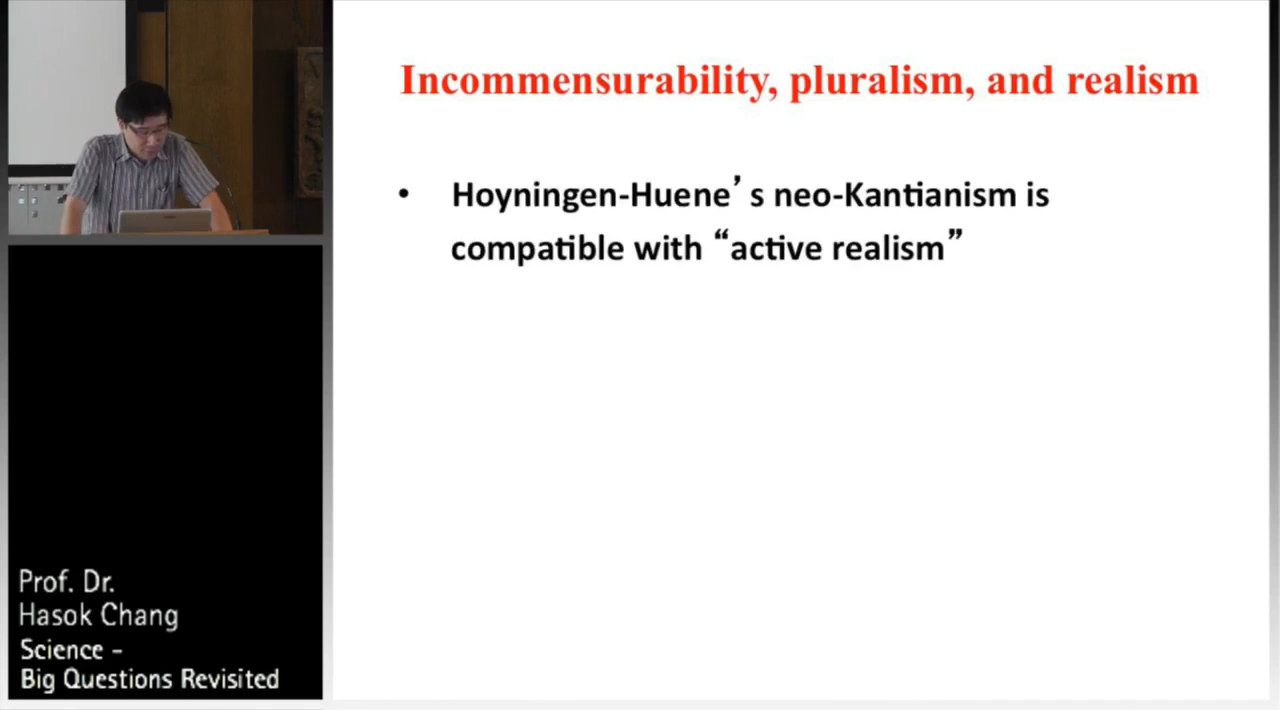 Incommensurability, pluralism, and realism
• Hoyningen-Huene’s neo-Kantianism is
compatible with “active realism”
Prof. Dr.
Hasok Chang
Science -
Big Questions Revisited